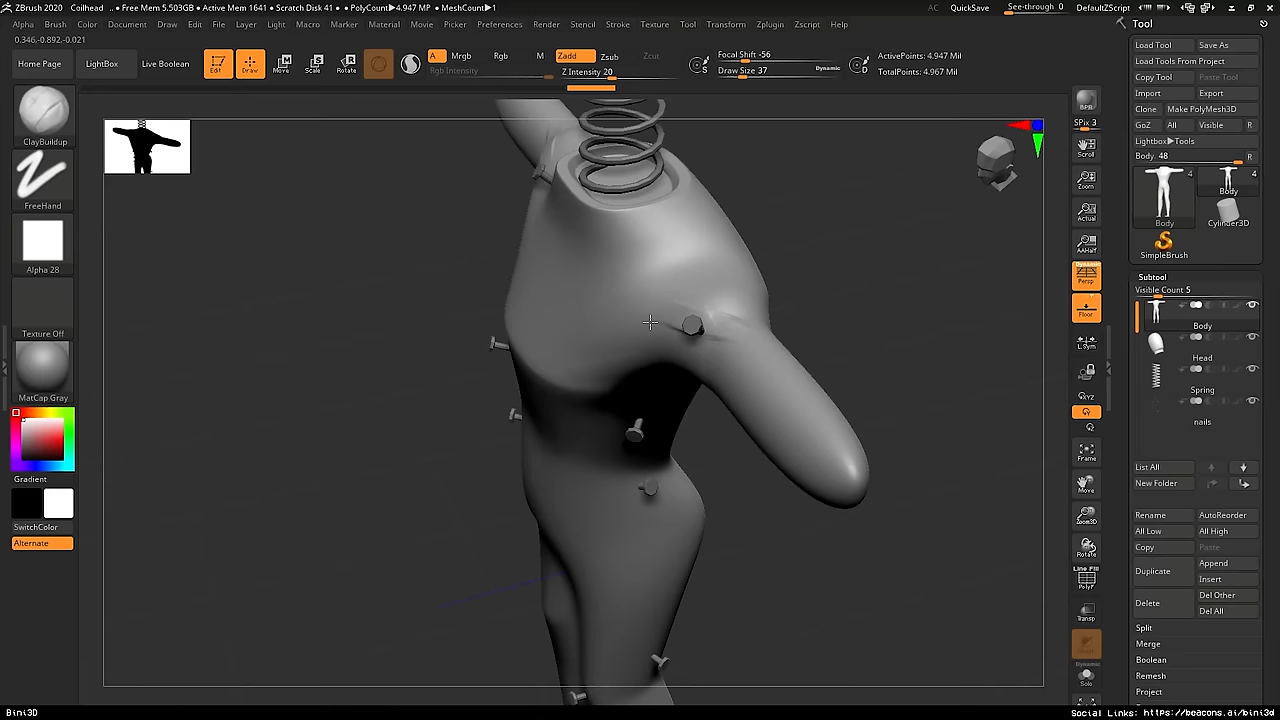 ZBrush 2020 Coilhead .. • Free Mem 5.503GB • Active Mem 1641 • Scratch Disk 41 • • PolyCount▶4.947 MP • MeshCount▶1 AC QuickSave See-through 0 DefaultZScript
Alpha Brush Color Document Draw Edit File Layer Light Macro Marker Material Movie Picker Preferences Render Stencil Stroke Texture Tool Transform Zplugin Zscript Help
0.346,-0.892,-0.021
Home Page LightBox Live Boolean Edit Draw Move Scale Rotate
A Mrgb Rgb M Zadd Zsub Zcut
Rgb Intensity Z Intensity 20
Focal Shift -56
Draw Size 37 Dynamic
S
D
ActivePoints: 4.947 Mil
TotalPoints: 4.967 Mil
ClayBuildup
FreeHand
Alpha 28
Texture Off
MatCap Gray
Gradient
SwitchColor
Alternate
BPR
SPix 3
Scroll
Zoom
Actual
AAHalf
Dynamic
Persp
Floor
L.Sym
XYZ
Frame
Move
Zoom3D
Rotate
Line Fill
PolyF
Transp
Dynamic
Solo
Tool
Load Tool Save As
Load Tools From Project
Copy Tool Paste Tool
Import Export
Clone Make PolyMesh3D
GoZ All Visible R
Lightbox▶Tools
Body. 48 R
4
Body
4
Body
Cylinder3D
SimpleBrush
Subtool
Visible Count 5
Body
Head
Spring
nails
List All
New Folder
Rename AutoReorder
All Low All High
Copy Paste
Duplicate Append
Insert
Delete Del Other
Del All
Split
Merge
Boolean
Remesh
Project
Bini3D
Social Links: https://beacons.ai/bini3d